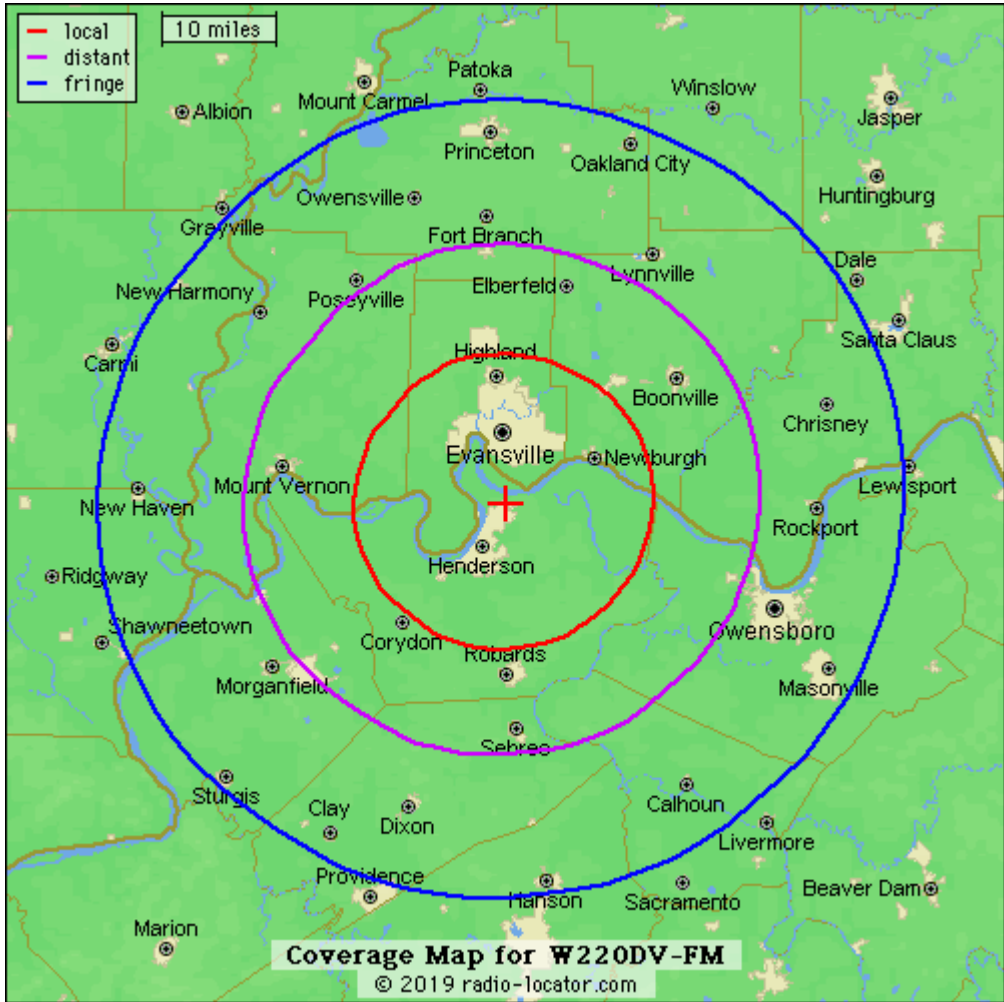 local
distant
fringe
10 miles
Patoka
Winslow
Mount Carmel
Albion
Jasper
Princeton
Oakland City
Huntingburg
Owensville
Grayville
Fort Branch
Lynnville
Dale
New Harmony
Poseyville
Elberfeld
Santa Claus
Carmi
Highland
Boonville
Chrisney
Evansville
Newburgh
Mount Vernon
Lewisport
New Haven
Rockport
Henderson
Ridgway
Shawneetown
Corydon
Owensboro
Robards
Morganfield
Masonville
Sebree
Sturgis
Clay
Dixon
Calhoun
Livermore
Providence
Hanson
Sacramento
Beaver Dam
Marion
Coverage Map for W220DV-FM
© 2019 radio-locator.com